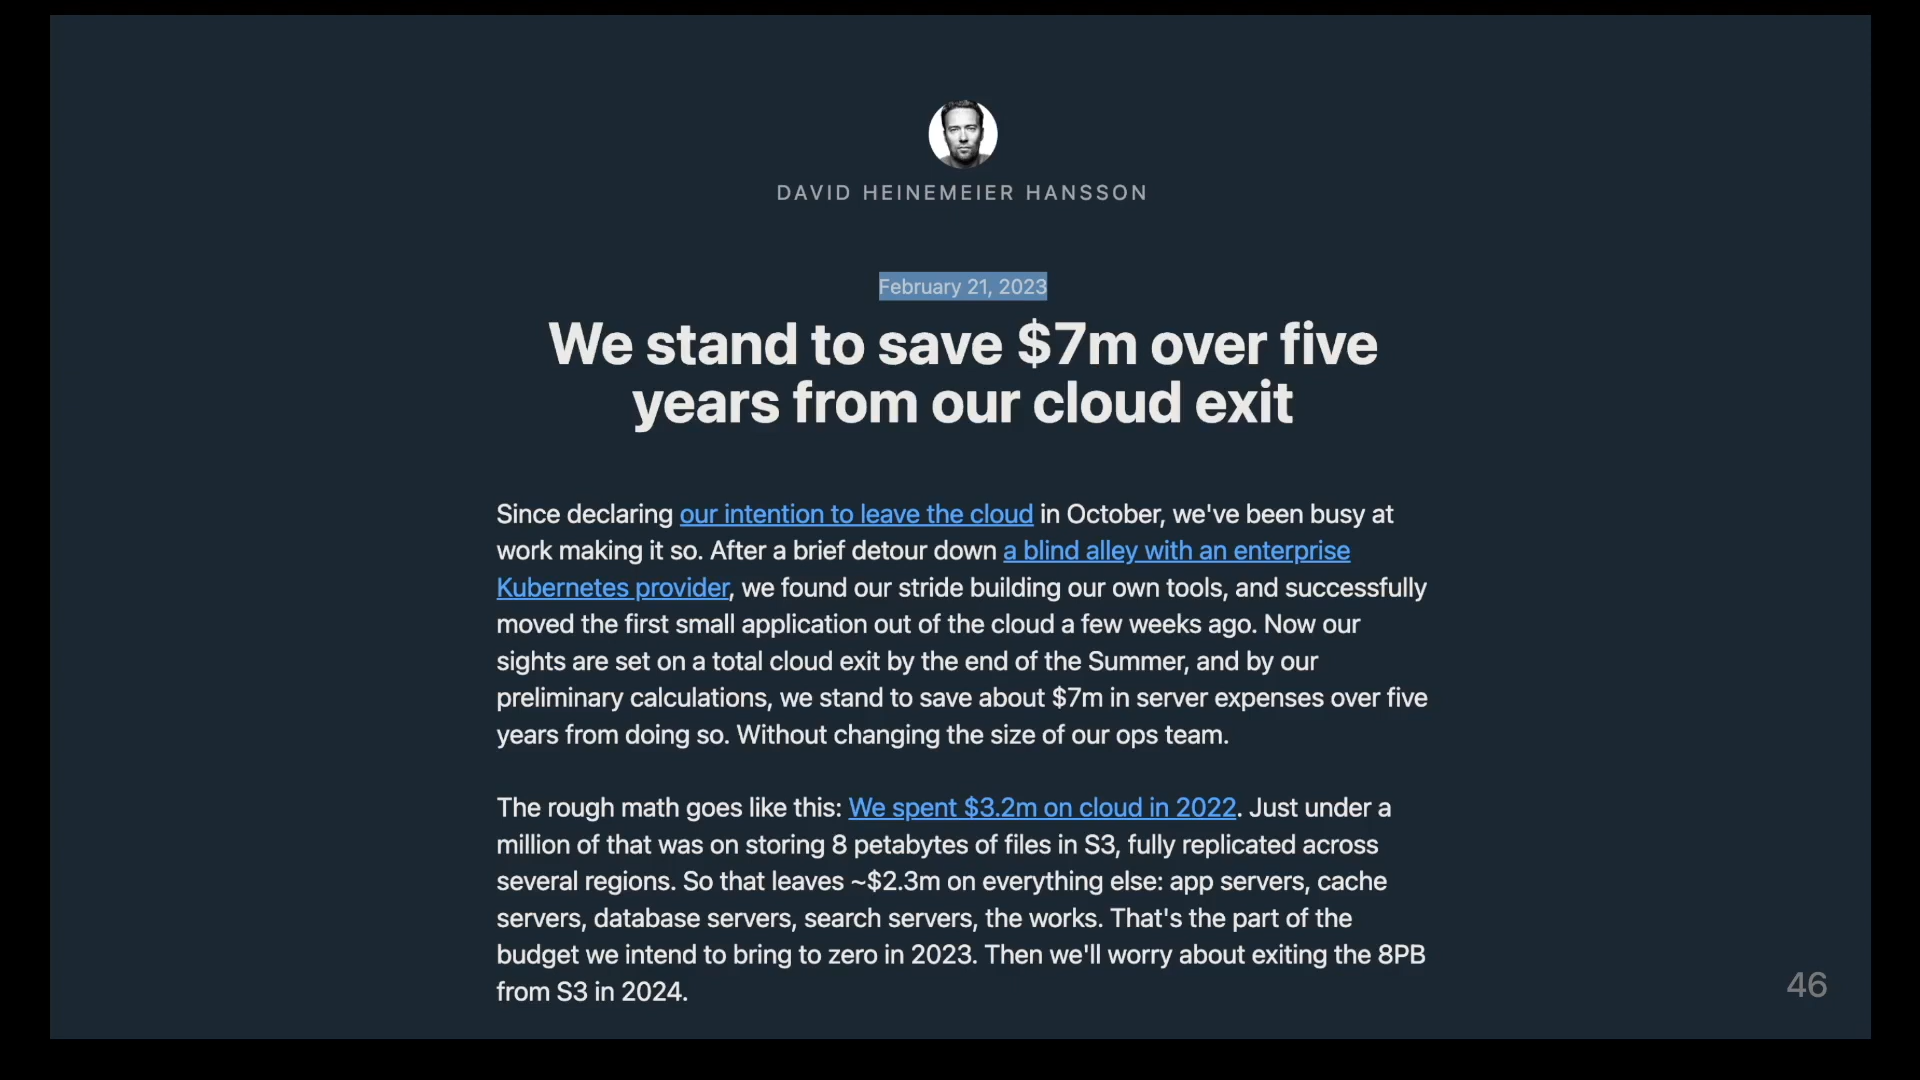 DAVID HEINEMEIER HANSSON
February 21, 2023
We stand to save $7m over five
years from our cloud exit
Since declaring our intention to leave the cloud in October, we've been busy at
work making it so. After a brief detour down a blind alley with an enterprise
Kubernetes provider, we found our stride building our own tools, and successfully
moved the first small application out of the cloud a few weeks ago. Now our
sights are set on a total cloud exit by the end of the Summer, and by our
preliminary calculations, we stand to save about $7m in server expenses over five
years from doing so. Without changing the size of our ops team.
The rough math goes like this: We spent $3.2m on cloud in 2022. Just under a
million of that was on storing 8 petabytes of files in S3, fully replicated across
several regions. So that leaves ~$2.3m on everything else: app servers, cache
servers, database servers, search servers, the works. That's the part of the
budget we intend to bring to zero in 2023. Then we'll worry about exiting the 8PB
from S3 in 2024.
46